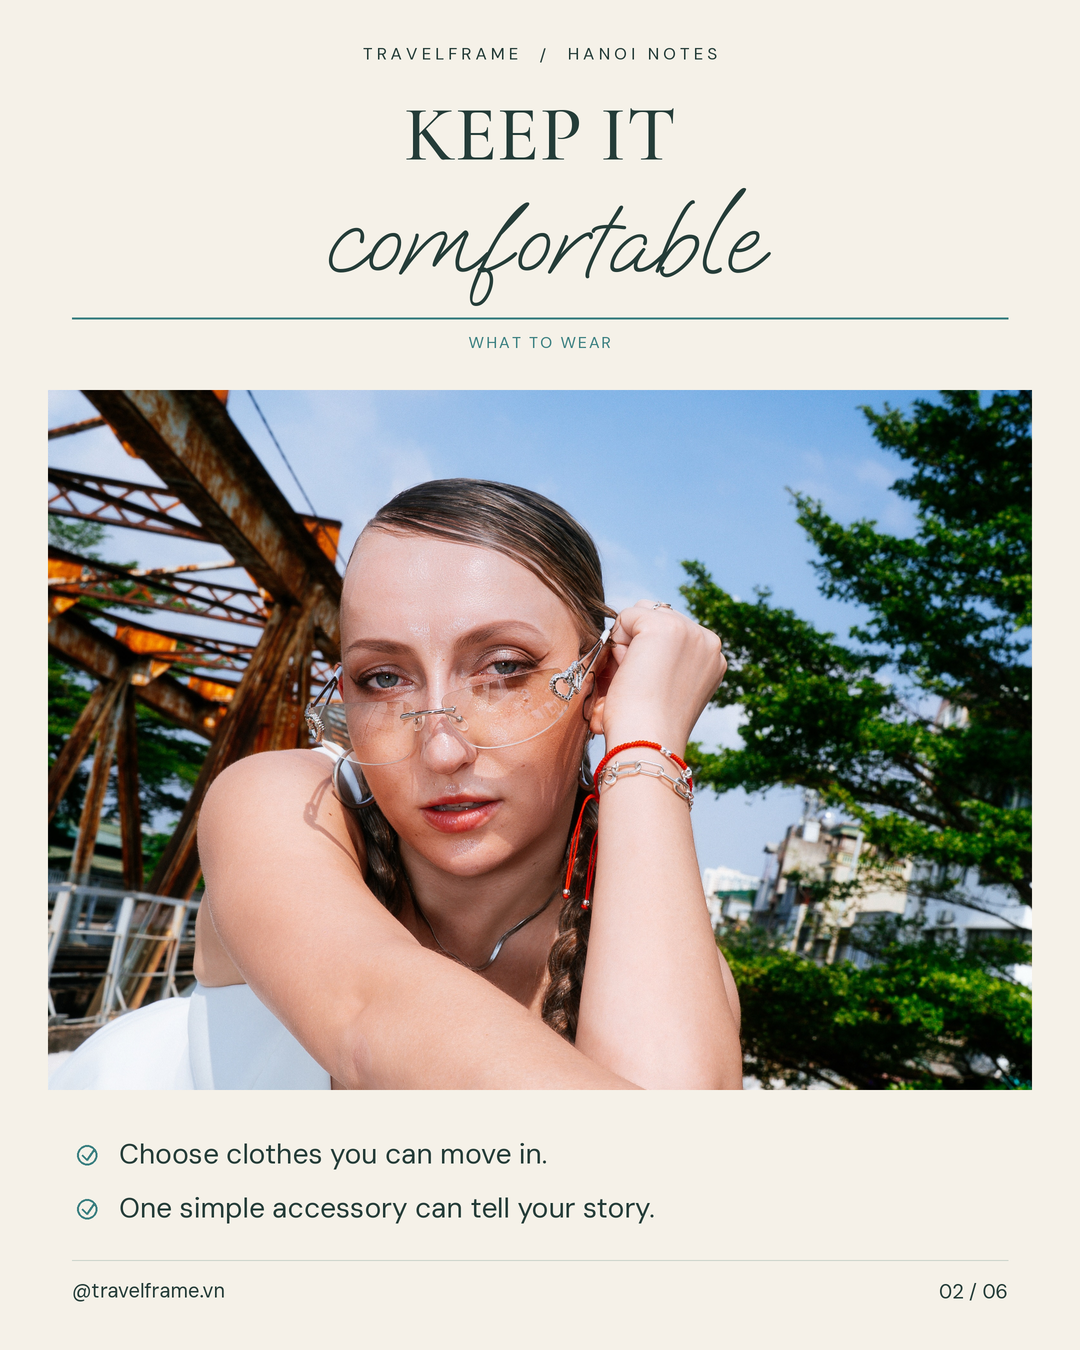 TRAVELFRAME / HANOI NOTES
KEEP IT
comfortable
WHAT TO WEAR
Choose clothes you can move in.
One simple accessory can tell your story.
@travelframe.vn
02 / 06